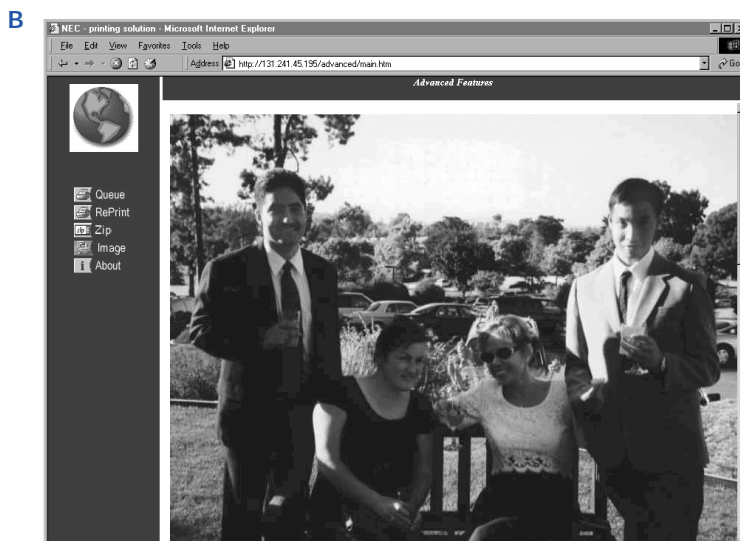 B
NEC - printing solution - Microsoft Internet Explorer
File Edit View Favorites Tools Help
Address http://131.241.45.195/advanced/main.htm Go
Advanced Features
Queue
RePrint
Zip
Image
About